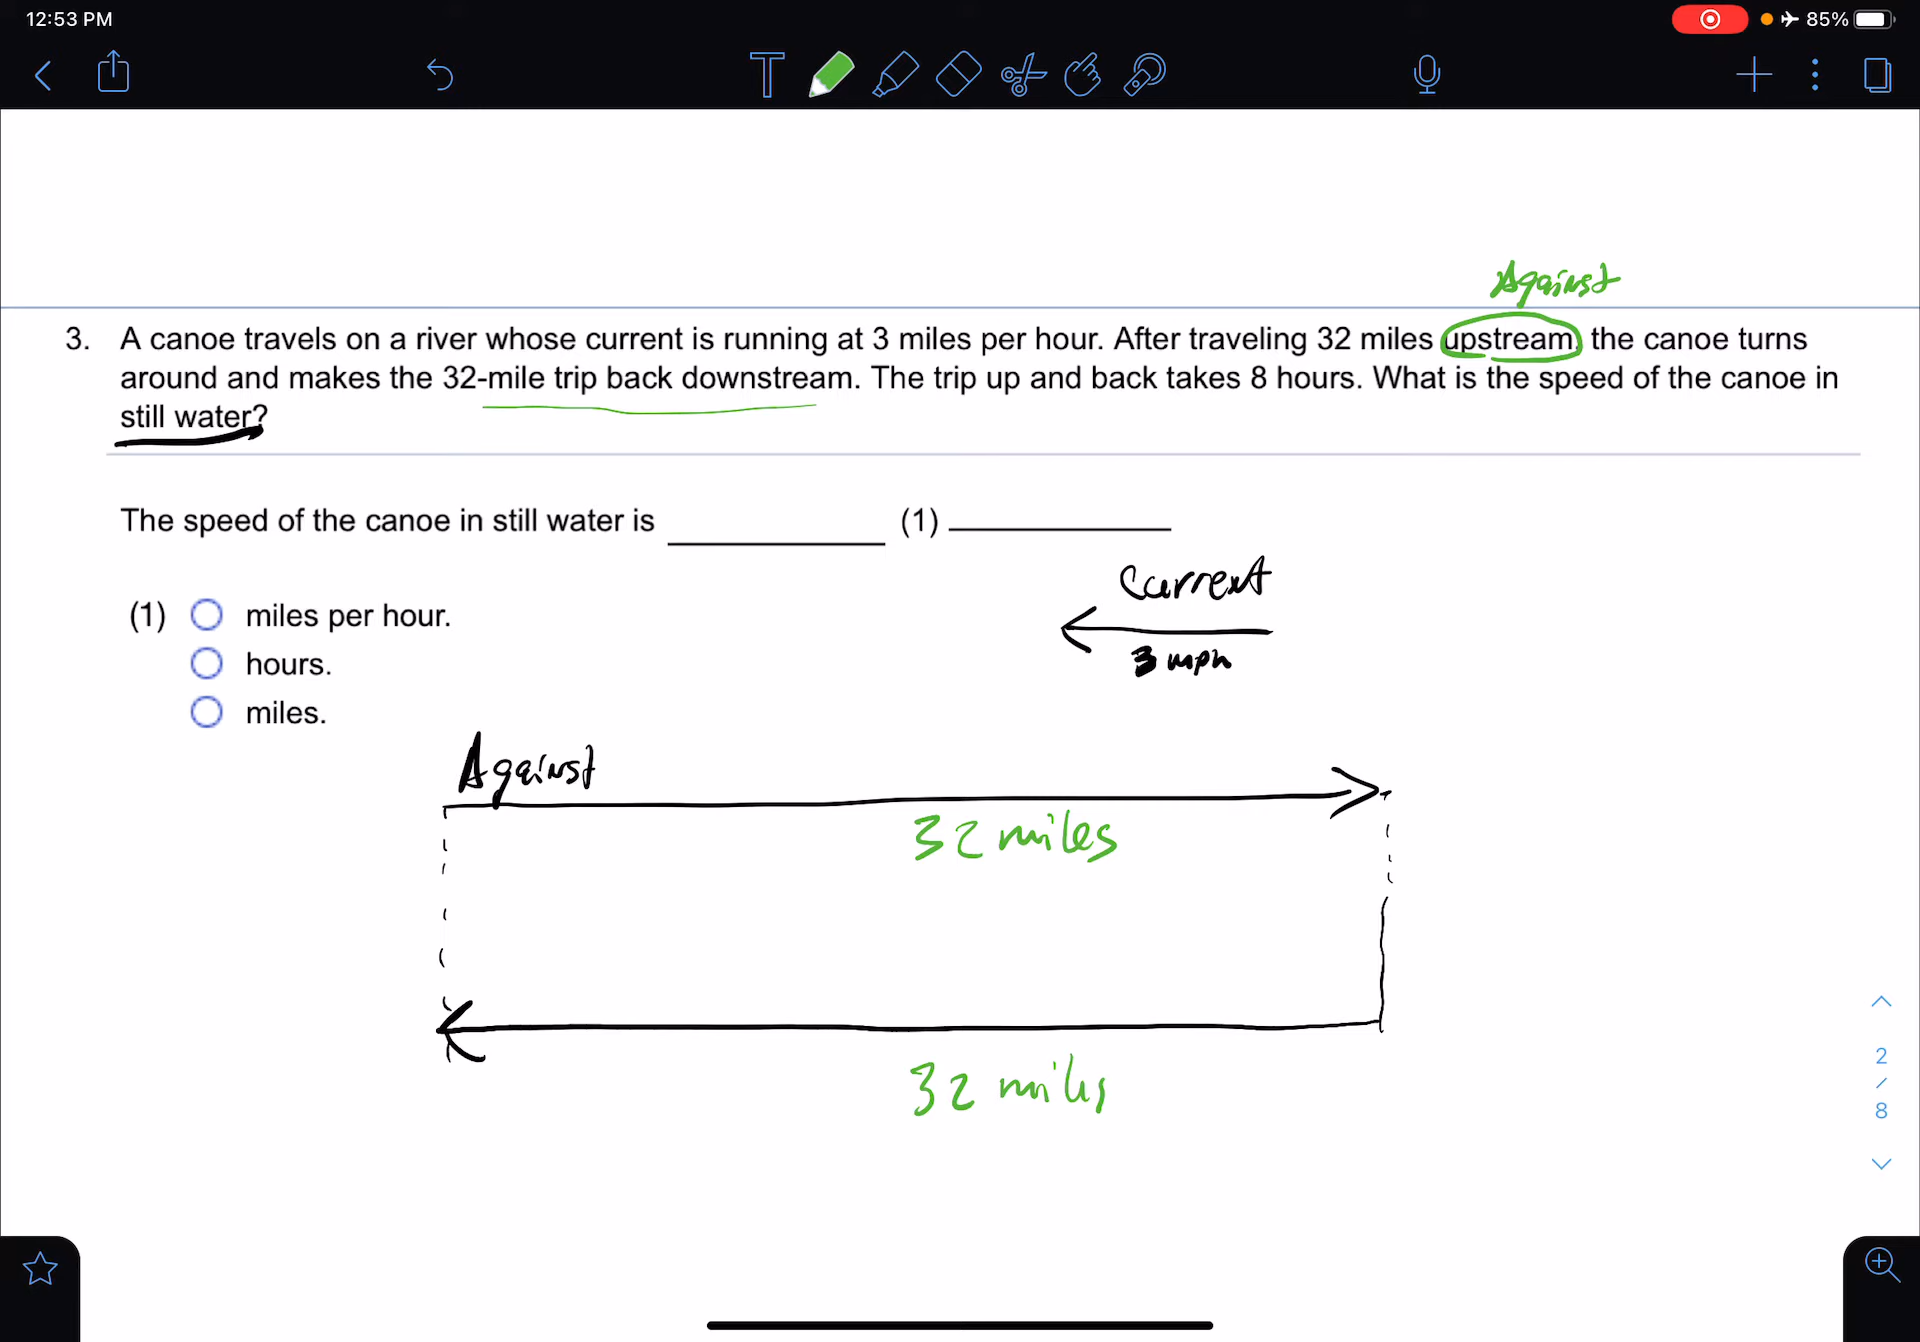 12:53 PM
85%
T
Against
3. A canoe travels on a river whose current is running at 3 miles per hour. After traveling 32 miles upstream, the canoe turns
around and makes the 32-mile trip back downstream. The trip up and back takes 8 hours. What is the speed of the canoe in
still water?
The speed of the canoe in still water is __________ (1) __________
Current
3 mph
(1) miles per hour.
hours.
miles.
Against
32 miles
32 miles
2
/
8